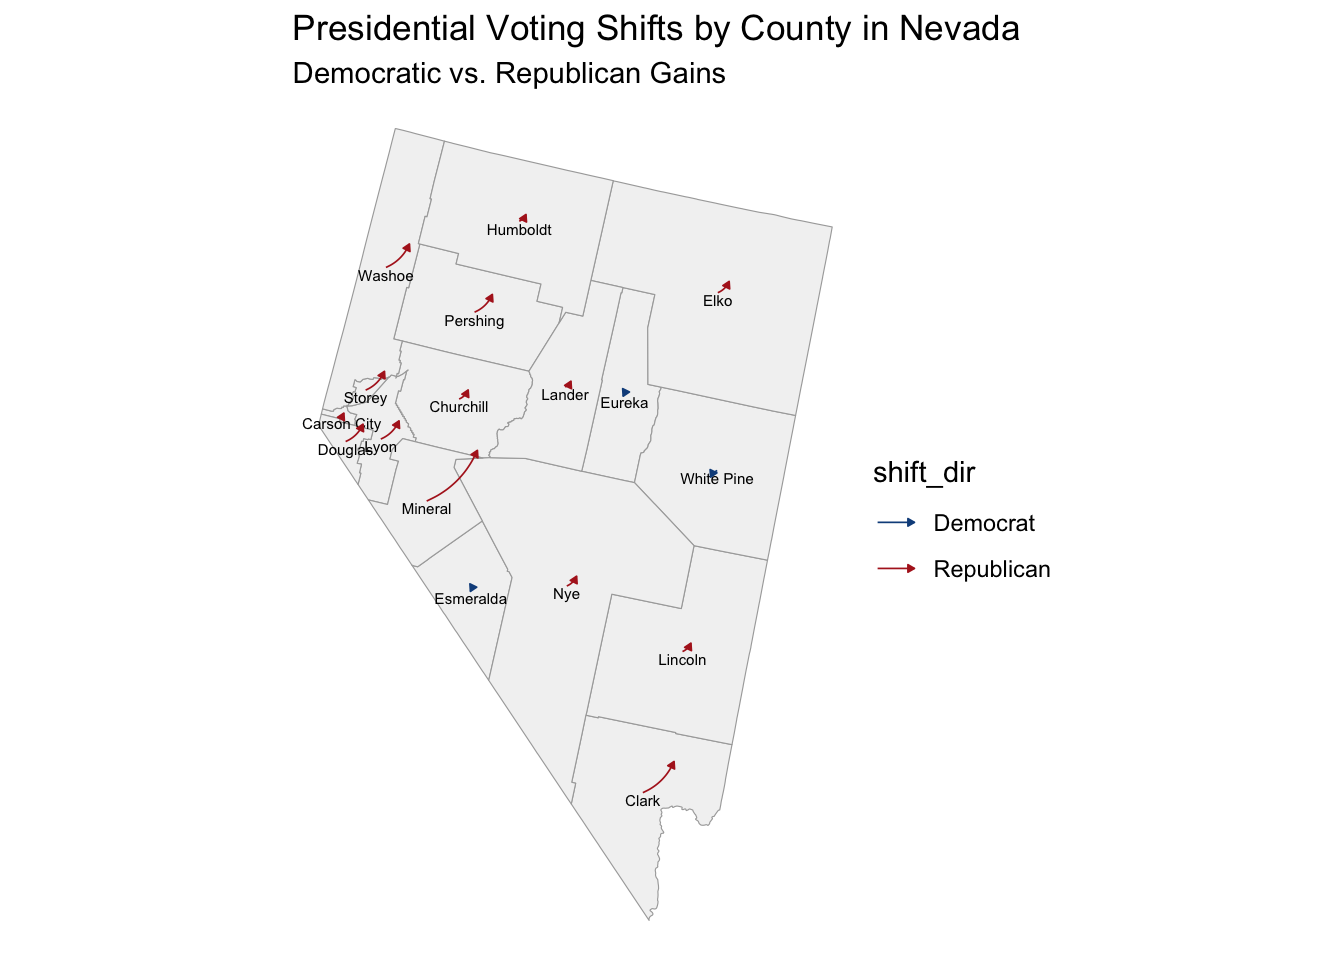 Presidential Voting Shifts by County in Nevada
Democratic vs. Republican Gains
Humboldt
Washoe
Elko
Pershing
Storey
Churchill
Lander
Eureka
Carson City
Douglas
Lyon
White Pine
shift_dir
Mineral
Democrat
Republican
Esmeralda
Nye
Lincoln
Clark